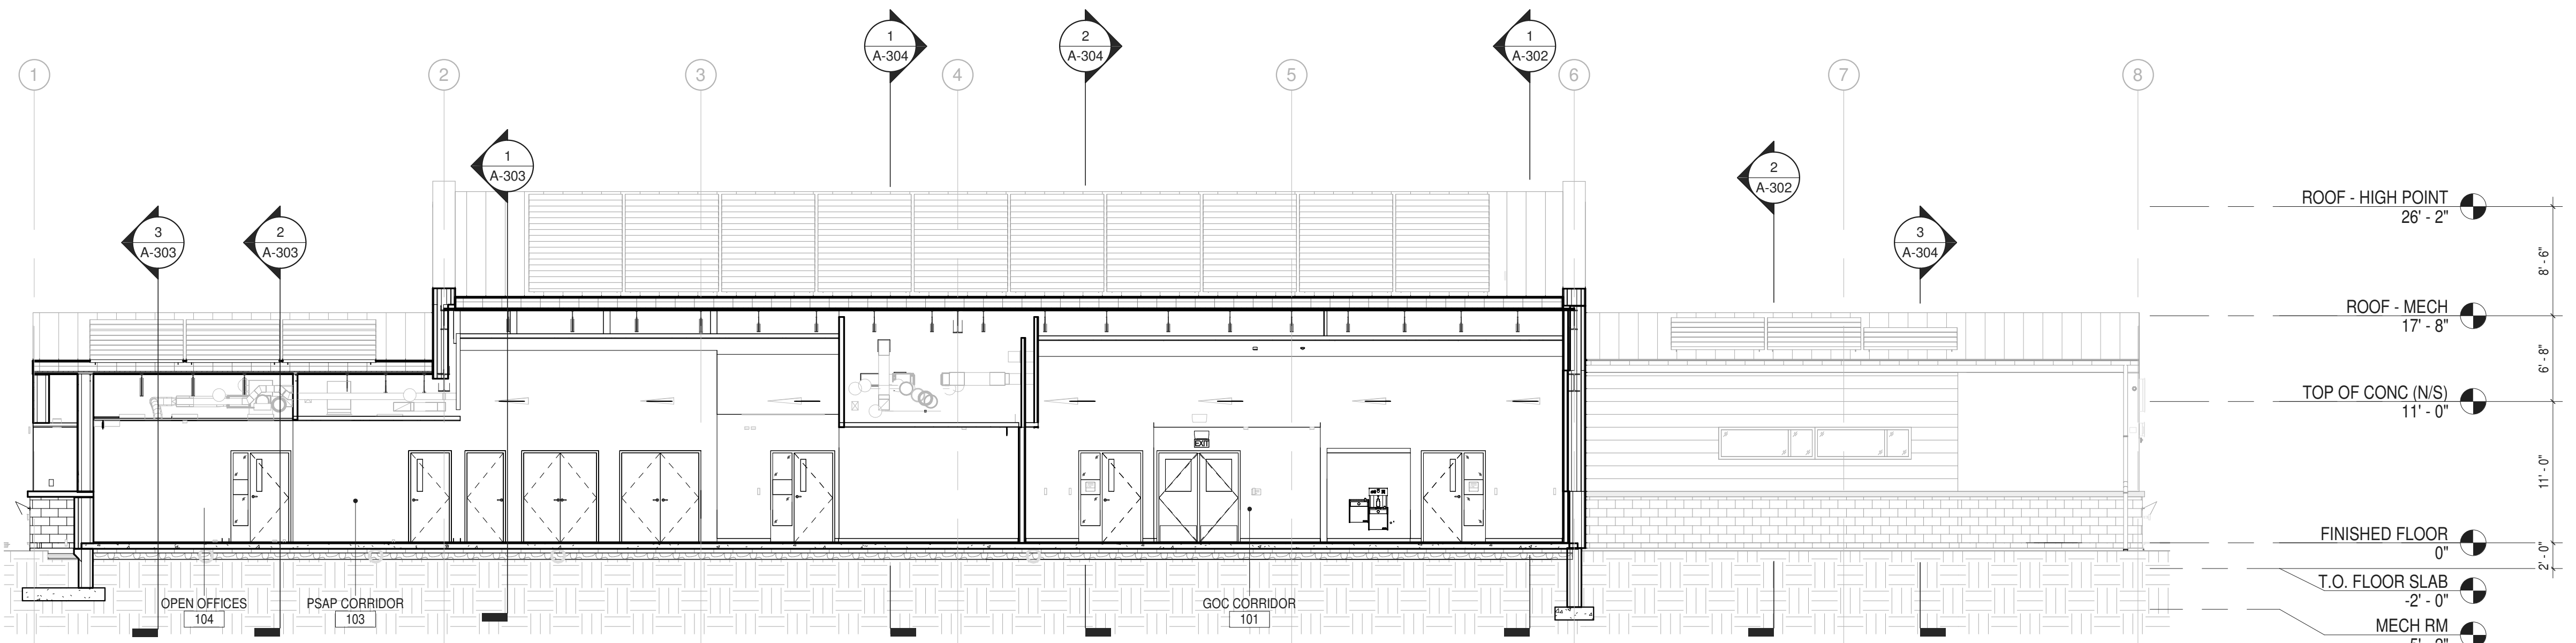 1
A-304
2
A-304
1
A-302
1
2
3
4
5
6
7
8
1
A-303
2
A-302
3
A-303
2
A-303
3
A-304
ROOF - HIGH POINT
26' - 2"
8' - 6"
ROOF - MECH
17' - 8"
6' - 8"
TOP OF CONC (N/S)
11' - 0"
11' - 0"
EXIT
FINISHED FLOOR
0"
2' - 0"
T.O. FLOOR SLAB
-2' - 0"
OPEN OFFICES
104
PSAP CORRIDOR
103
GOC CORRIDOR
101
MECH RM